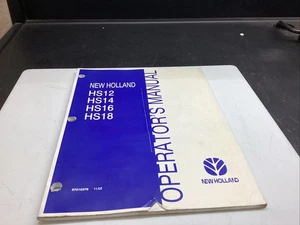 NEW HOLLAND
HS12
HS14
HS16
HS18
OPERATOR'S MANUAL
NEW HOLLAND